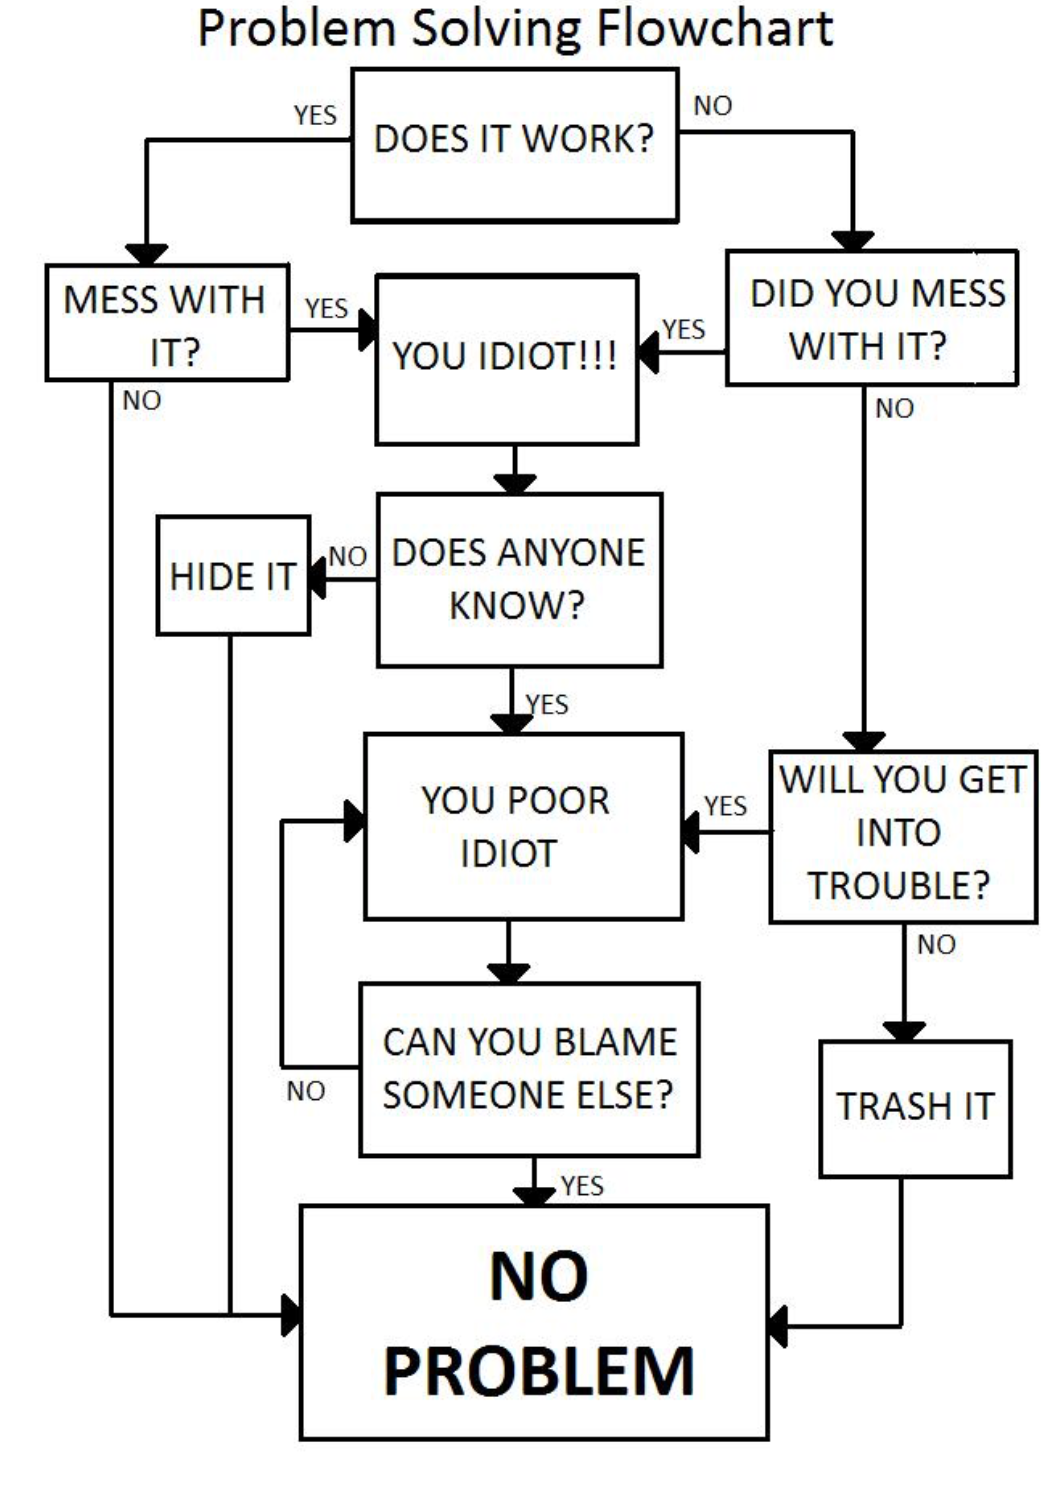 Problem Solving Flowchart
YES
DOES IT WORK?
NO
MESS WITH
IT?
YES
YOU IDIOT!!!
YES
DID YOU MESS
WITH IT?
NO
NO
HIDE IT
NO
DOES ANYONE
KNOW?
YES
YOU POOR
IDIOT
YES
WILL YOU GET
INTO
TROUBLE?
NO
CAN YOU BLAME
SOMEONE ELSE?
NO
TRASH IT
YES
NO
PROBLEM